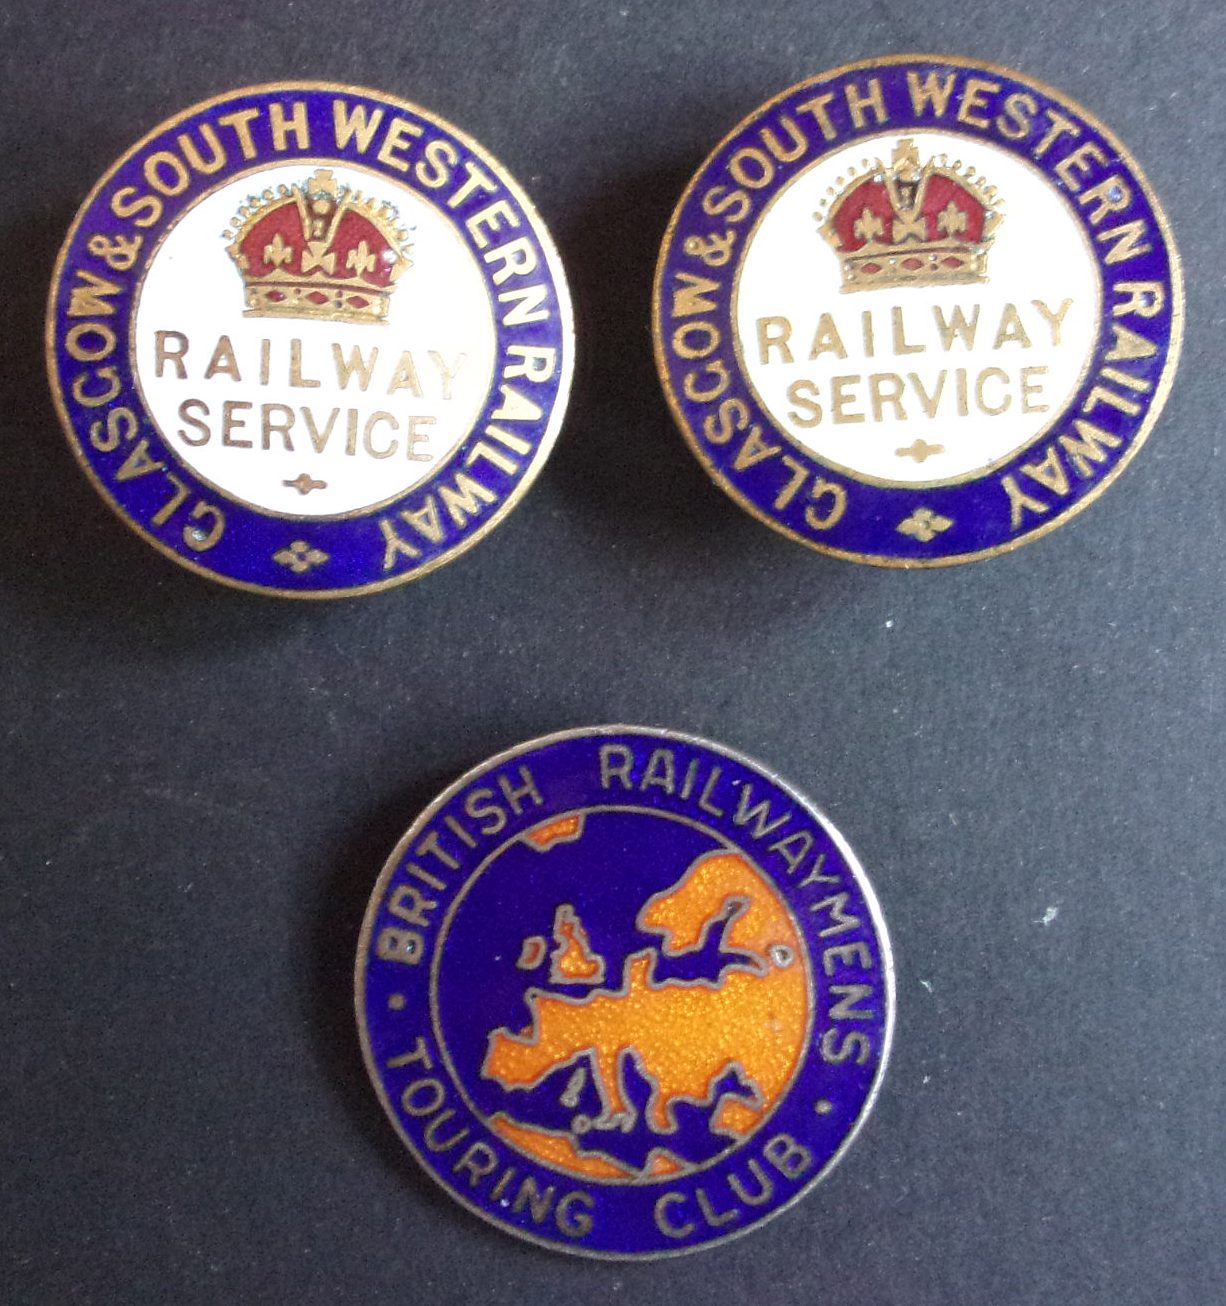 GLASGOW & SOUTH WESTERN RAILWAY
RAILWAY
SERVICE
GLASGOW & SOUTH WESTERN RAILWAY
RAILWAY
SERVICE
BRITISH RAILWAYMENS
TOURING CLUB